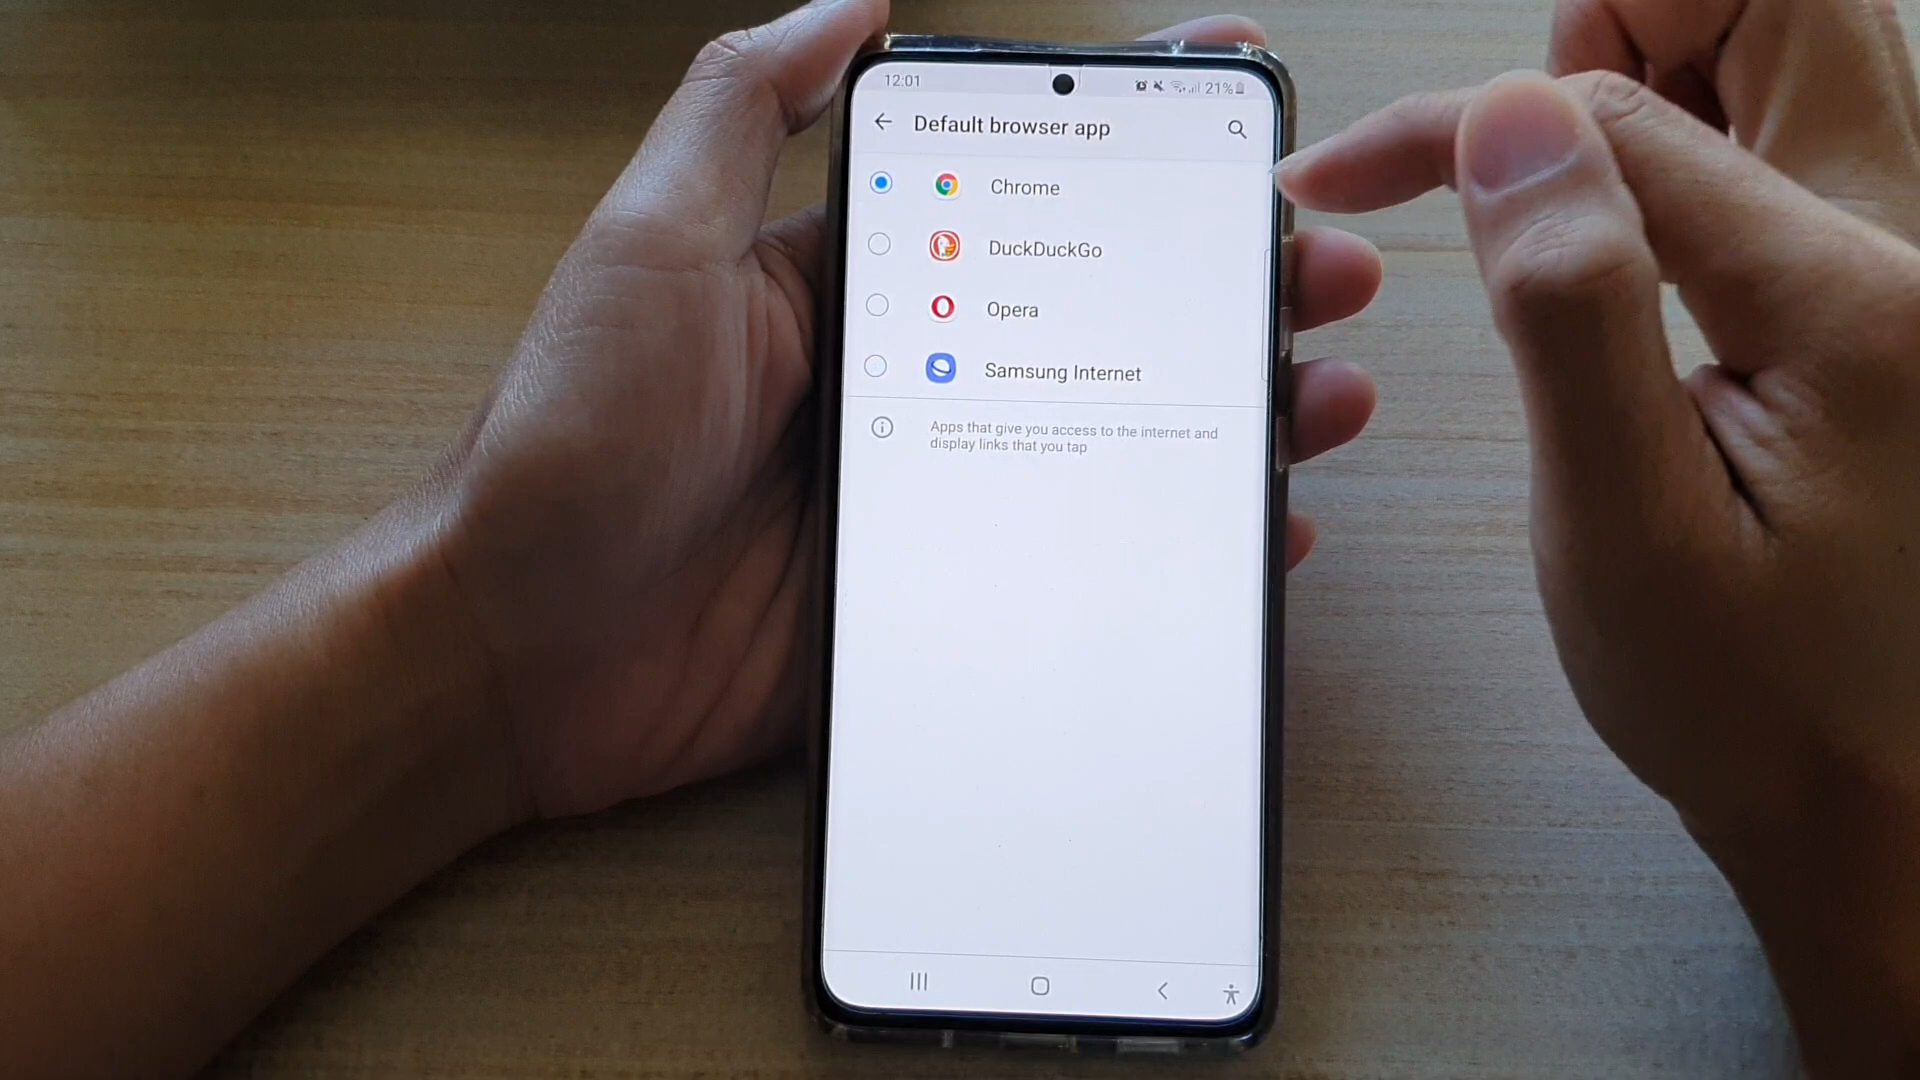 12:01
21%
Default browser app
Chrome
DuckDuckGo
Opera
Samsung Internet
Apps that give you access to the internet and
display links that you tap